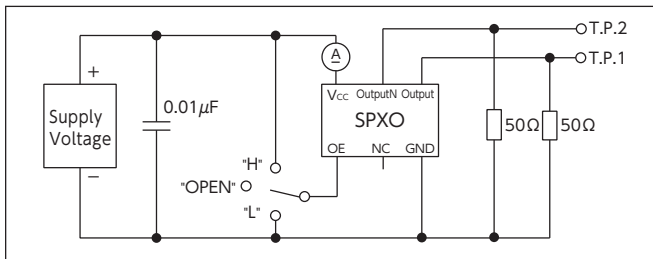 T.P.2
T.P.1
A
+
VCC OutputN Output
0.01μF
Supply
Voltage
SPXO
50Ω 50Ω
OE NC GND
−
"H"
"OPEN"
"L"